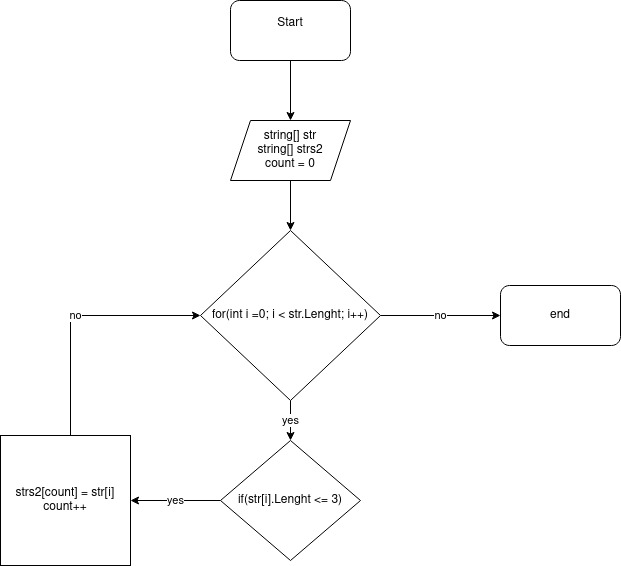 Start
string[] str
string[] strs2
count = 0
for(int i =0; i < str.Lenght; i++)
no
end
yes
if(str[i].Lenght <= 3)
yes
strs2[count] = str[i]
count++
no